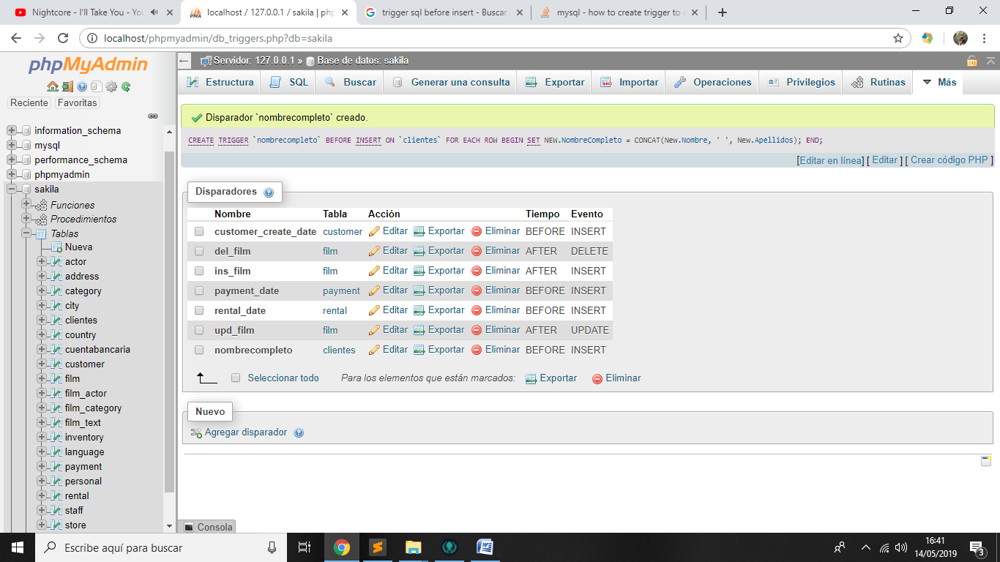 Nightcore - I'll Take You - Yo
localhost / 127.0.0.1 / sakila | php
trigger sql before insert - Buscar
mysql - how to create trigger to c
localhost/phpmyadmin/db_triggers.php?db=sakila
phpMyAdmin
Reciente Favoritas
information_schema
mysql
performance_schema
phpmyadmin
sakila
Funciones
Procedimientos
Tablas
Nueva
actor
address
category
city
clientes
country
cuentabancaria
customer
film
film_actor
film_category
film_text
inventory
language
payment
personal
rental
staff
store
Servidor: 127.0.0.1 » Base de datos: sakila
Estructura SQL Buscar Generar una consulta Exportar Importar Operaciones Privilegios Rutinas Más
Disparador `nombrecompleto` creado.
CREATE TRIGGER `nombrecompleto` BEFORE INSERT ON `clientes` FOR EACH ROW BEGIN SET NEW.NombreCompleto = CONCAT(New.Nombre, ' ', New.Apellidos); END;
[Editar en línea] [ Editar ] [ Crear código PHP ]
Disparadores
Nombre Tabla Acción Tiempo Evento
customer_create_date customer Editar Exportar Eliminar BEFORE INSERT
del_film film Editar Exportar Eliminar AFTER DELETE
ins_film film Editar Exportar Eliminar AFTER INSERT
payment_date payment Editar Exportar Eliminar BEFORE INSERT
rental_date rental Editar Exportar Eliminar BEFORE INSERT
upd_film film Editar Exportar Eliminar AFTER UPDATE
nombrecompleto clientes Editar Exportar Eliminar BEFORE INSERT
Seleccionar todo Para los elementos que están marcados: Exportar Eliminar
Nuevo
Agregar disparador
Consola
Escribe aquí para buscar
16:41
14/05/2019
3